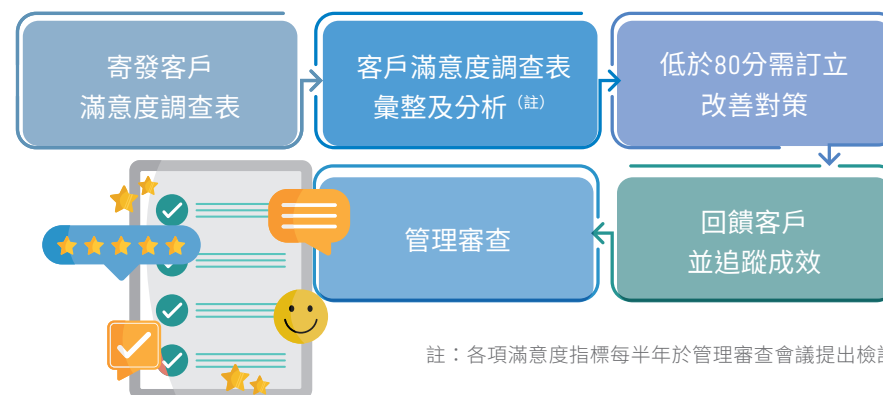 寄發客戶
滿意度調查表
客戶滿意度調查表
彙整及分析（註）
低於80分需訂立
改善對策
管理審查
回饋客戶
並追蹤成效
註：各項滿意度指標每半年於管理審查會議提出檢